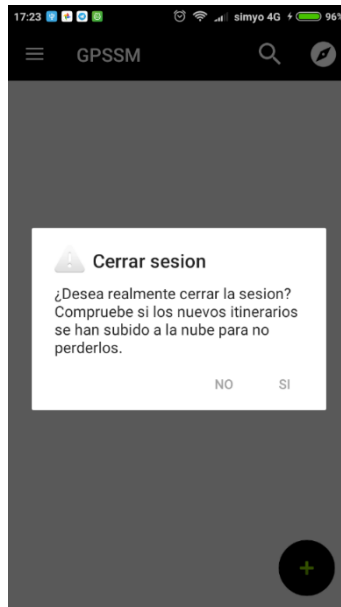 17:23 simyo 4G 96%
GPSSM
Cerrar sesion
¿Desea realmente cerrar la sesion?
Compruebe si los nuevos itinerarios
se han subido a la nube para no
perderlos.
NO SI